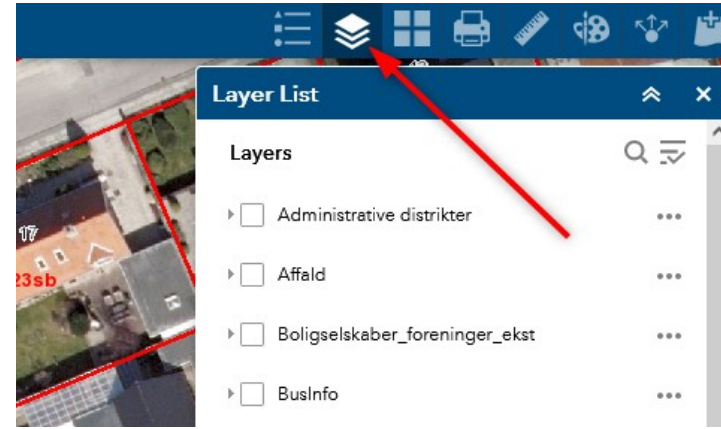 Layer List
Layers
Administrative distrikter
17
Affald
23sb
Boligselskaber_foreninger_ekst
BusInfo